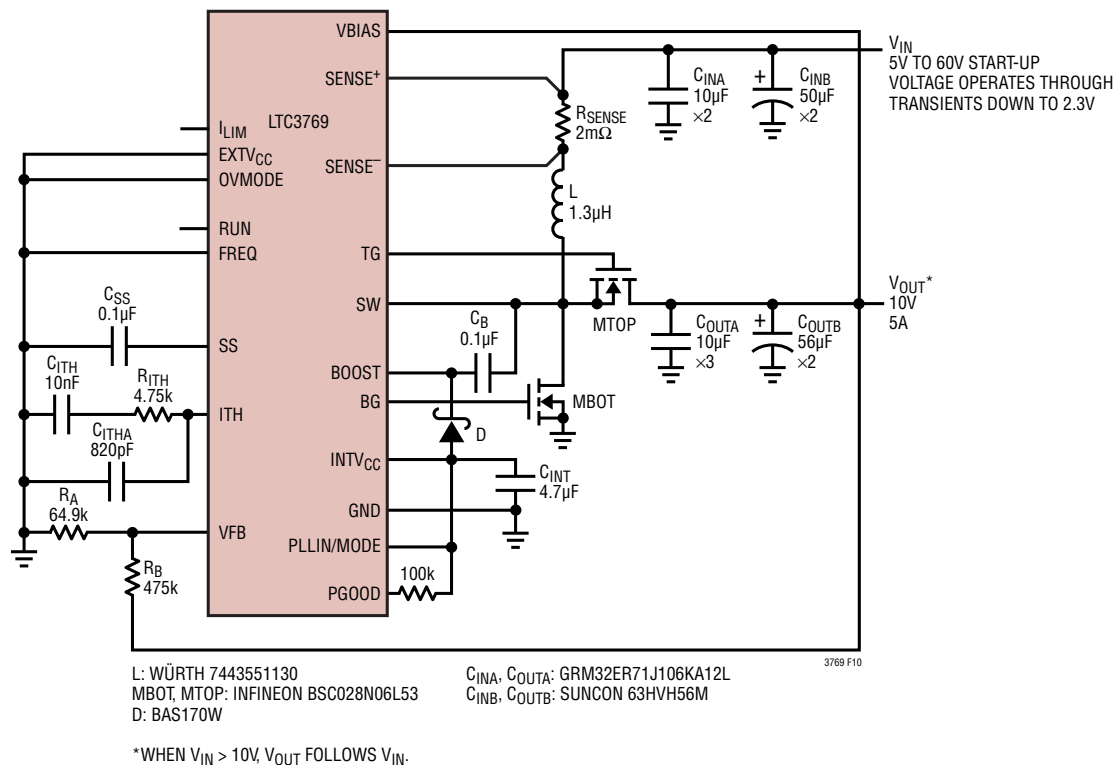 VBIAS
SENSE+
LTC3769
ILIM
EXTVCC
SENSE–
OVMODE
RUN
FREQ
TG
SW
SS
BOOST
ITH
BG
INTVCC
GND
VFB
PLLIN/MODE
PGOOD
VIN
5V TO 60V START-UP
VOLTAGE OPERATES THROUGH
TRANSIENTS DOWN TO 2.3V
CINA
10µF
×2
+
CINB
50µF
×2
RSENSE
2mΩ
L
1.3µH
MTOP
VOUT*
10V
5A
COUTA
10µF
×3
+
COUTB
56µF
×2
CB
0.1µF
MBOT
D
CINT
4.7µF
100k
CSS
0.1µF
CITH
10nF
RITH
4.75k
CITHA
820pF
RA
64.9k
RB
475k
3769 F10
L: WÜRTH 7443551130
MBOT, MTOP: INFINEON BSC028N06L53
D: BAS170W
CINA, COUTA: GRM32ER71J106KA12L
CINB, COUTB: SUNCON 63HVH56M
*WHEN VIN > 10V, VOUT FOLLOWS VIN.